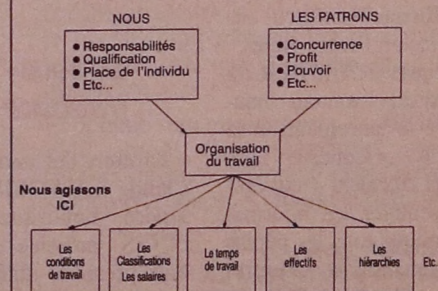 NOUS
LES PATRONS
● Responsabilités
● Qualification
● Place de l'individu
● Etc...
● Concurrence
● Profit
● Pouvoir
● Etc...
Organisation
du travail
Nous agissons
ICI
Les
conditions
de travail
Les
Classifications
Les salaires
Le temps
de travail
Les
effectifs
Les
hiérarchies
Etc.